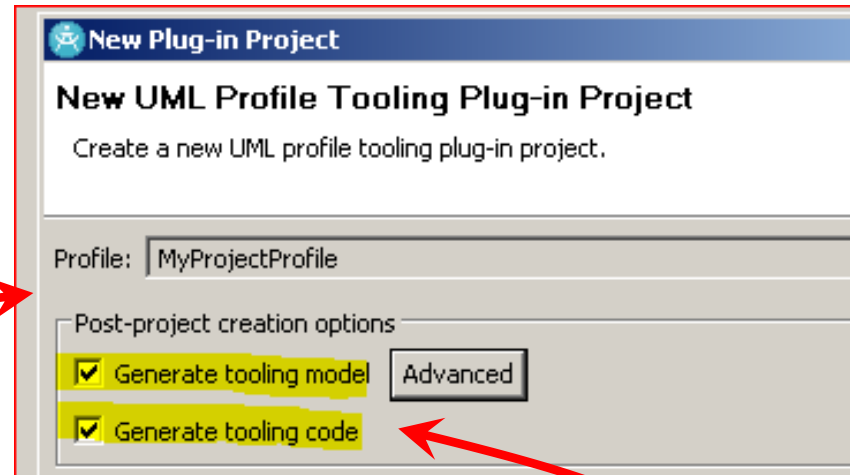 New Plug-in Project
New UML Profile Tooling Plug-in Project
Create a new UML profile tooling plug-in project.
Profile: MyProjectProfile
Post-project creation options
Generate tooling model Advanced
Generate tooling code